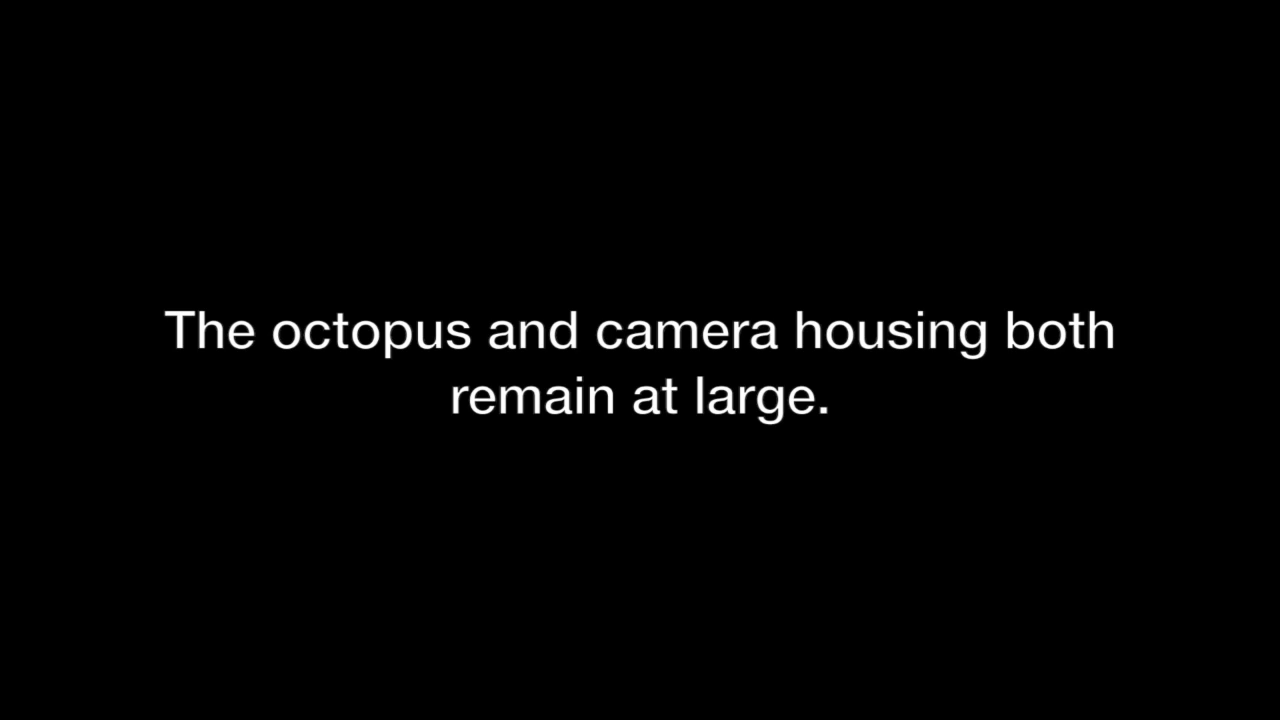 The octopus and camera housing both
remain at large.